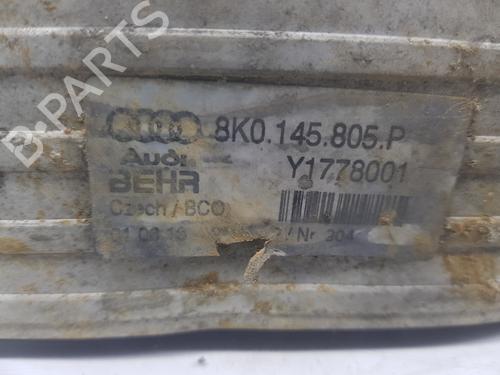 8K0.145.805.P
Audi
Y1778001
BEHR
Czech / BCO
/ Nr. 304
B-PARTS